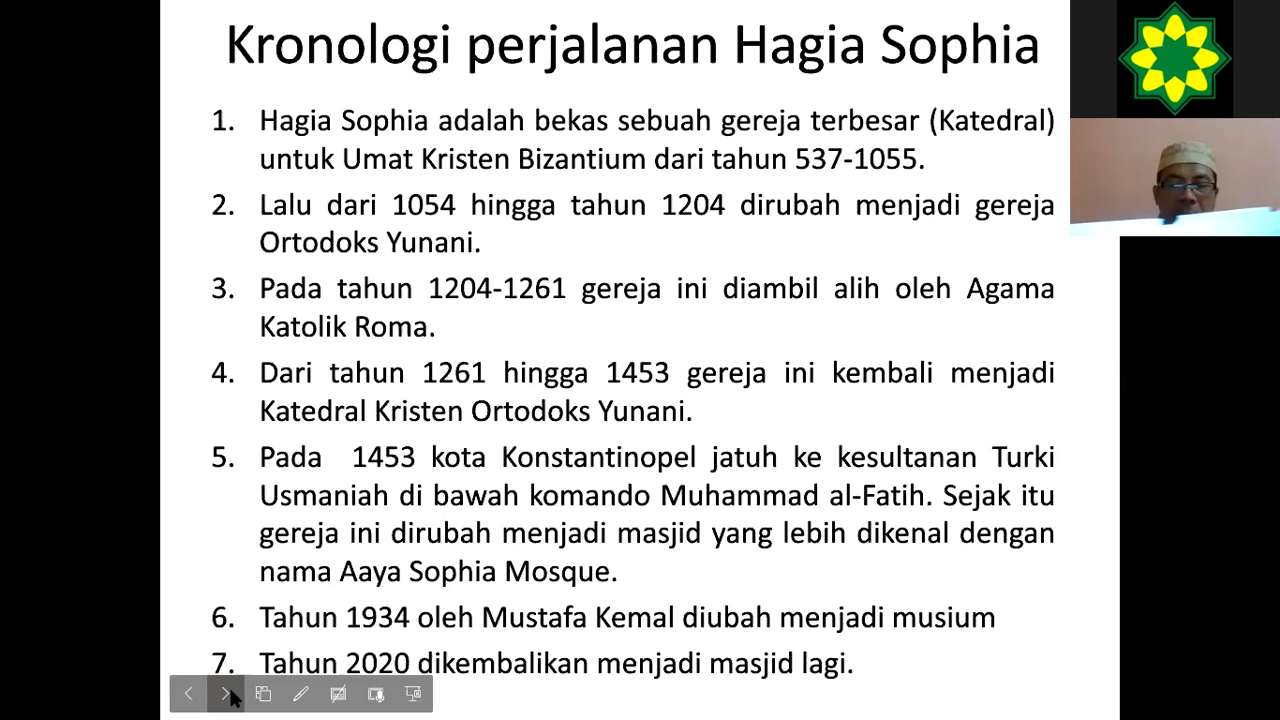 Kronologi perjalanan Hagia Sophia
1. Hagia Sophia adalah bekas sebuah gereja terbesar (Katedral)
untuk Umat Kristen Bizantium dari tahun 537-1055.
2. Lalu dari 1054 hingga tahun 1204 dirubah menjadi gereja
Ortodoks Yunani.
3. Pada tahun 1204-1261 gereja ini diambil alih oleh Agama
Katolik Roma.
4. Dari tahun 1261 hingga 1453 gereja ini kembali menjadi
Katedral Kristen Ortodoks Yunani.
5. Pada 1453 kota Konstantinopel jatuh ke kesultanan Turki
Usmaniah di bawah komando Muhammad al-Fatih. Sejak itu
gereja ini dirubah menjadi masjid yang lebih dikenal dengan
nama Aaya Sophia Mosque.
6. Tahun 1934 oleh Mustafa Kemal diubah menjadi musium
7. Tahun 2020 dikembalikan menjadi masjid lagi.